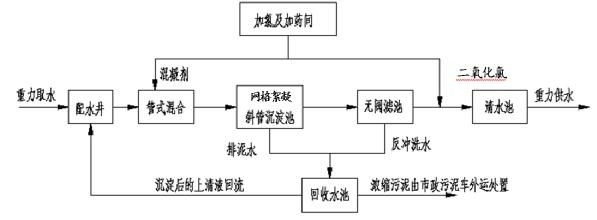 加氯及加药间
混凝剂
二氧化氯
重力取水
配水井
管式混合
网格絮凝
斜管沉淀池
无阀滤池
清水池
重力供水
排泥水
反冲洗水
沉淀后的上清液回流
回收水池
浓缩污泥由市政污泥车外运处置